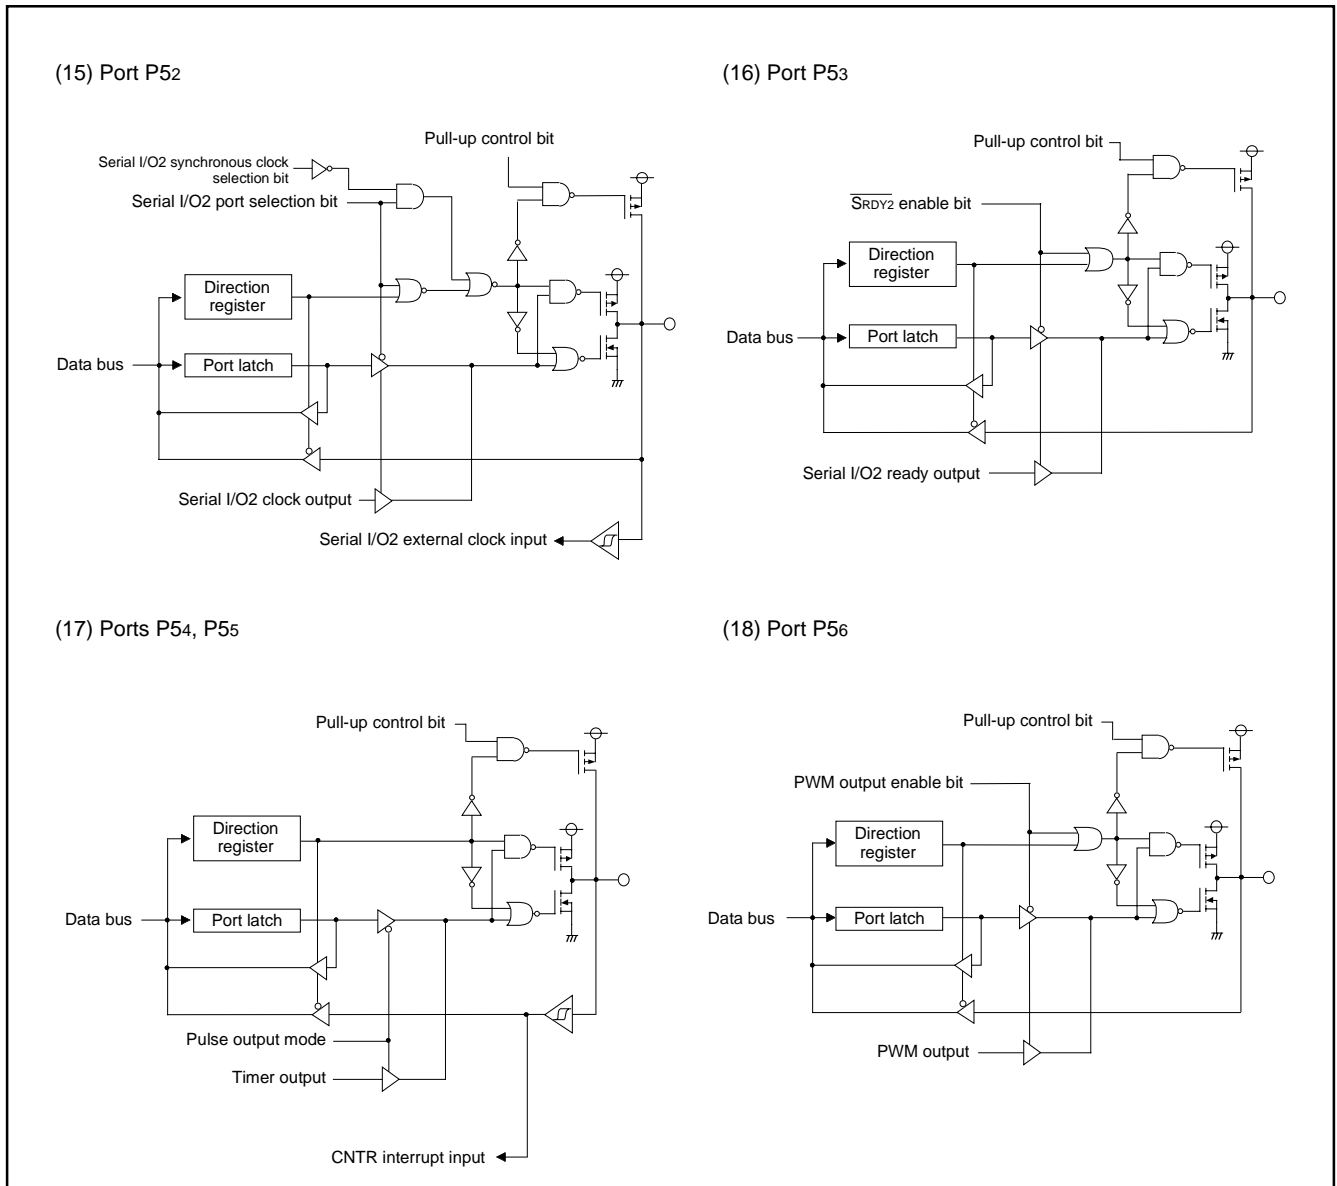 (15) Port P52
Pull-up control bit
Serial I/O2 synchronous clock
selection bit
Serial I/O2 port selection bit
Direction
register
Data bus
Port latch
Serial I/O2 clock output
Serial I/O2 external clock input
(16) Port P53
Pull-up control bit
SRDY2 enable bit
Direction
register
Data bus
Port latch
Serial I/O2 ready output
(17) Ports P54, P55
Pull-up control bit
Direction
register
Data bus
Port latch
Pulse output mode
Timer output
CNTR interrupt input
(18) Port P56
Pull-up control bit
PWM output enable bit
Direction
register
Data bus
Port latch
PWM output